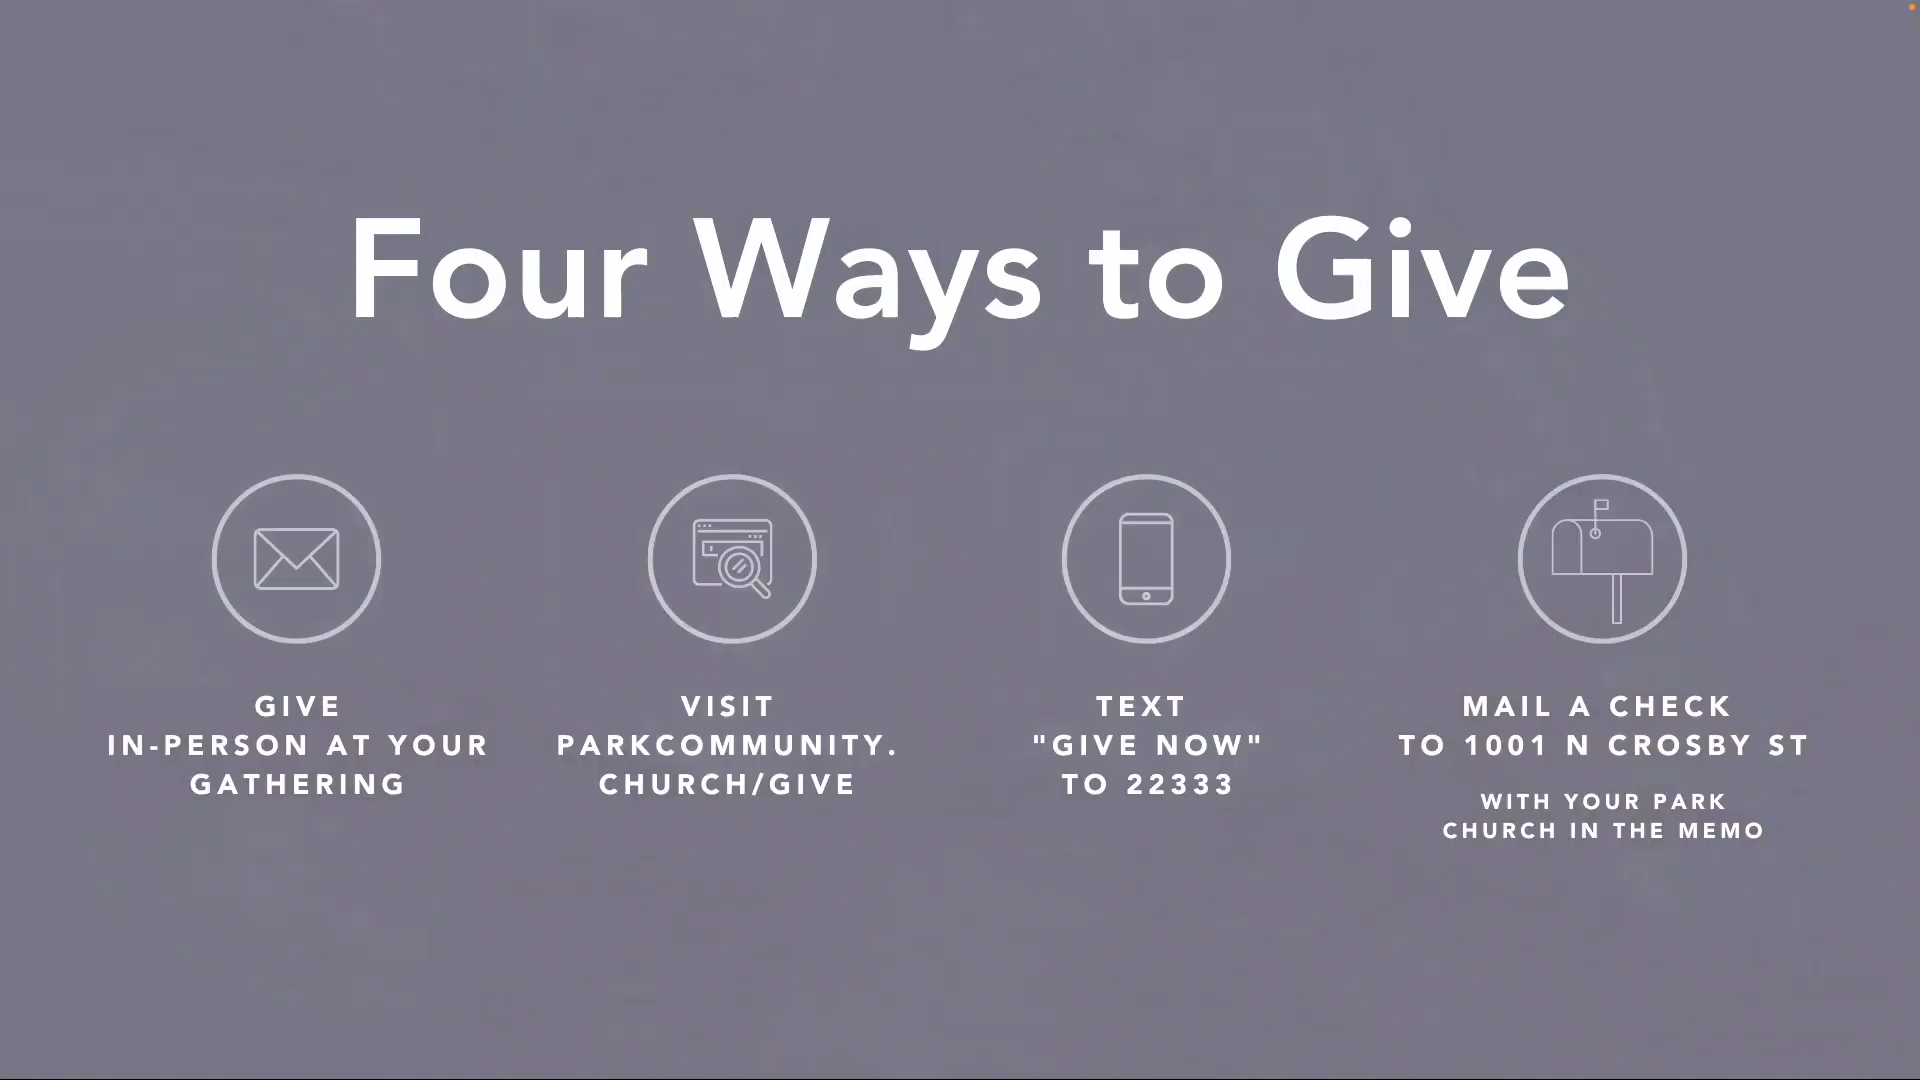 Four Ways to Give
GIVE
IN-PERSON AT YOUR
GATHERING
VISIT
PARKCOMMUNITY.
CHURCH/GIVE
TEXT
"GIVE NOW"
TO 22333
MAIL A CHECK
TO 1001 N CROSBY ST
WITH YOUR PARK
CHURCH IN THE MEMO